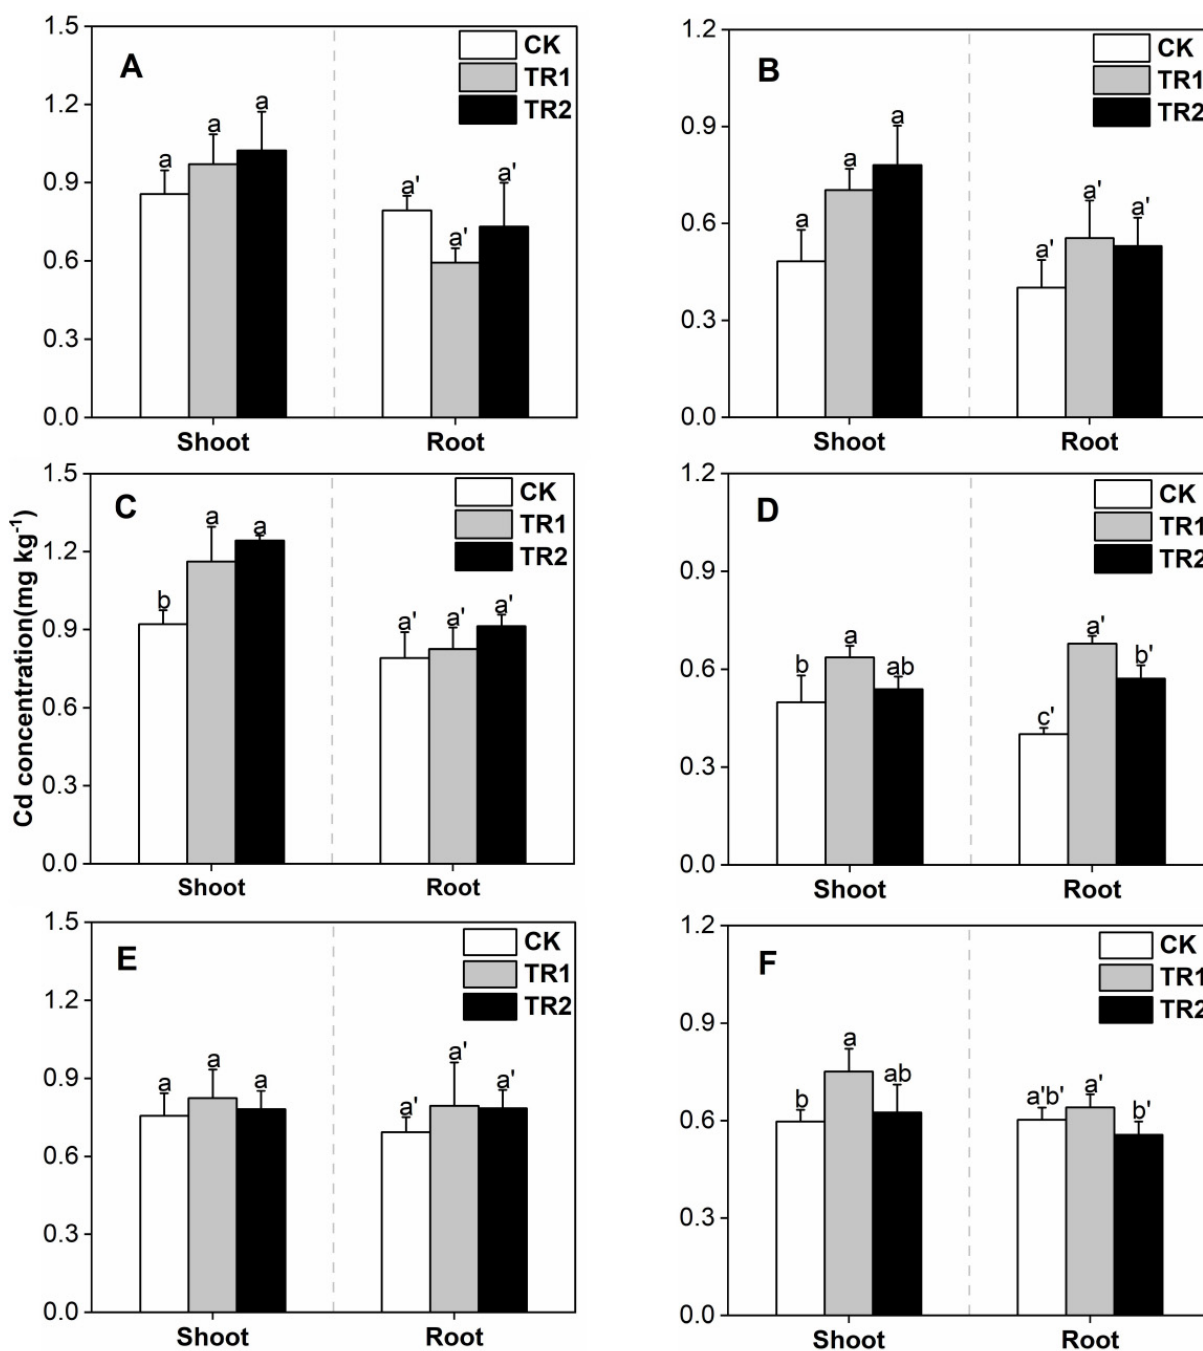 1.5
1.2
0.9
0.6
0.3
0.0
A
CK
TR1
TR2
a
a
a
a'
a'
a'
Shoot
Root
1.2
0.9
0.6
0.3
0.0
B
CK
TR1
TR2
a
a
a
a'
a'
a'
Shoot
Root
Cd concentration(mg kg⁻¹)
1.5
1.2
0.9
0.6
0.3
0.0
C
CK
TR1
TR2
b
a
a
a'
a'
a'
Shoot
Root
1.2
0.9
0.6
0.3
0.0
D
CK
TR1
TR2
b
a
ab
c'
a'
b'
Shoot
Root
1.5
1.2
0.9
0.6
0.3
0.0
E
CK
TR1
TR2
a
a
a
a'
a'
a'
Shoot
Root
1.2
0.9
0.6
0.3
0.0
F
CK
TR1
TR2
b
a
ab
a'b'
a'
b'
Shoot
Root